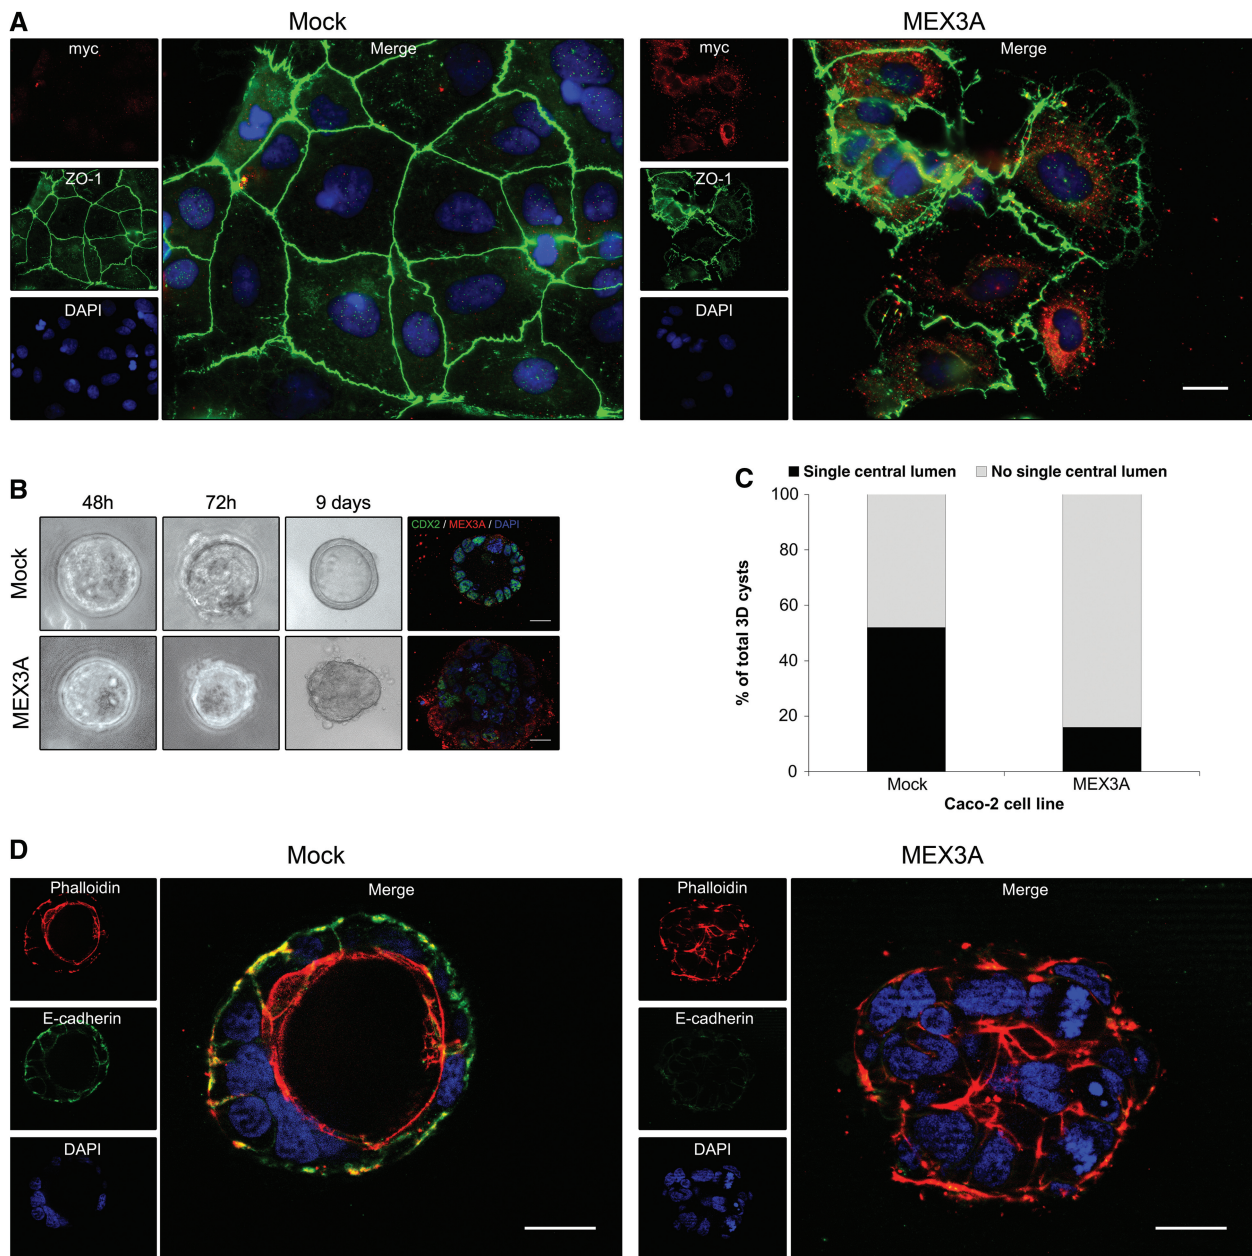 A
Mock
MEX3A
myc
Merge
myc
Merge
ZO-1
ZO-1
DAPI
DAPI
B
48h
72h
9 days
Mock
CDX2 / MEX3A / DAPI
MEX3A
C
Single central lumen
No single central lumen
100
80
60
40
20
0
% of total 3D cysts
Mock
MEX3A
Caco-2 cell line
D
Mock
MEX3A
Phalloidin
Merge
Phalloidin
Merge
E-cadherin
E-cadherin
DAPI
DAPI